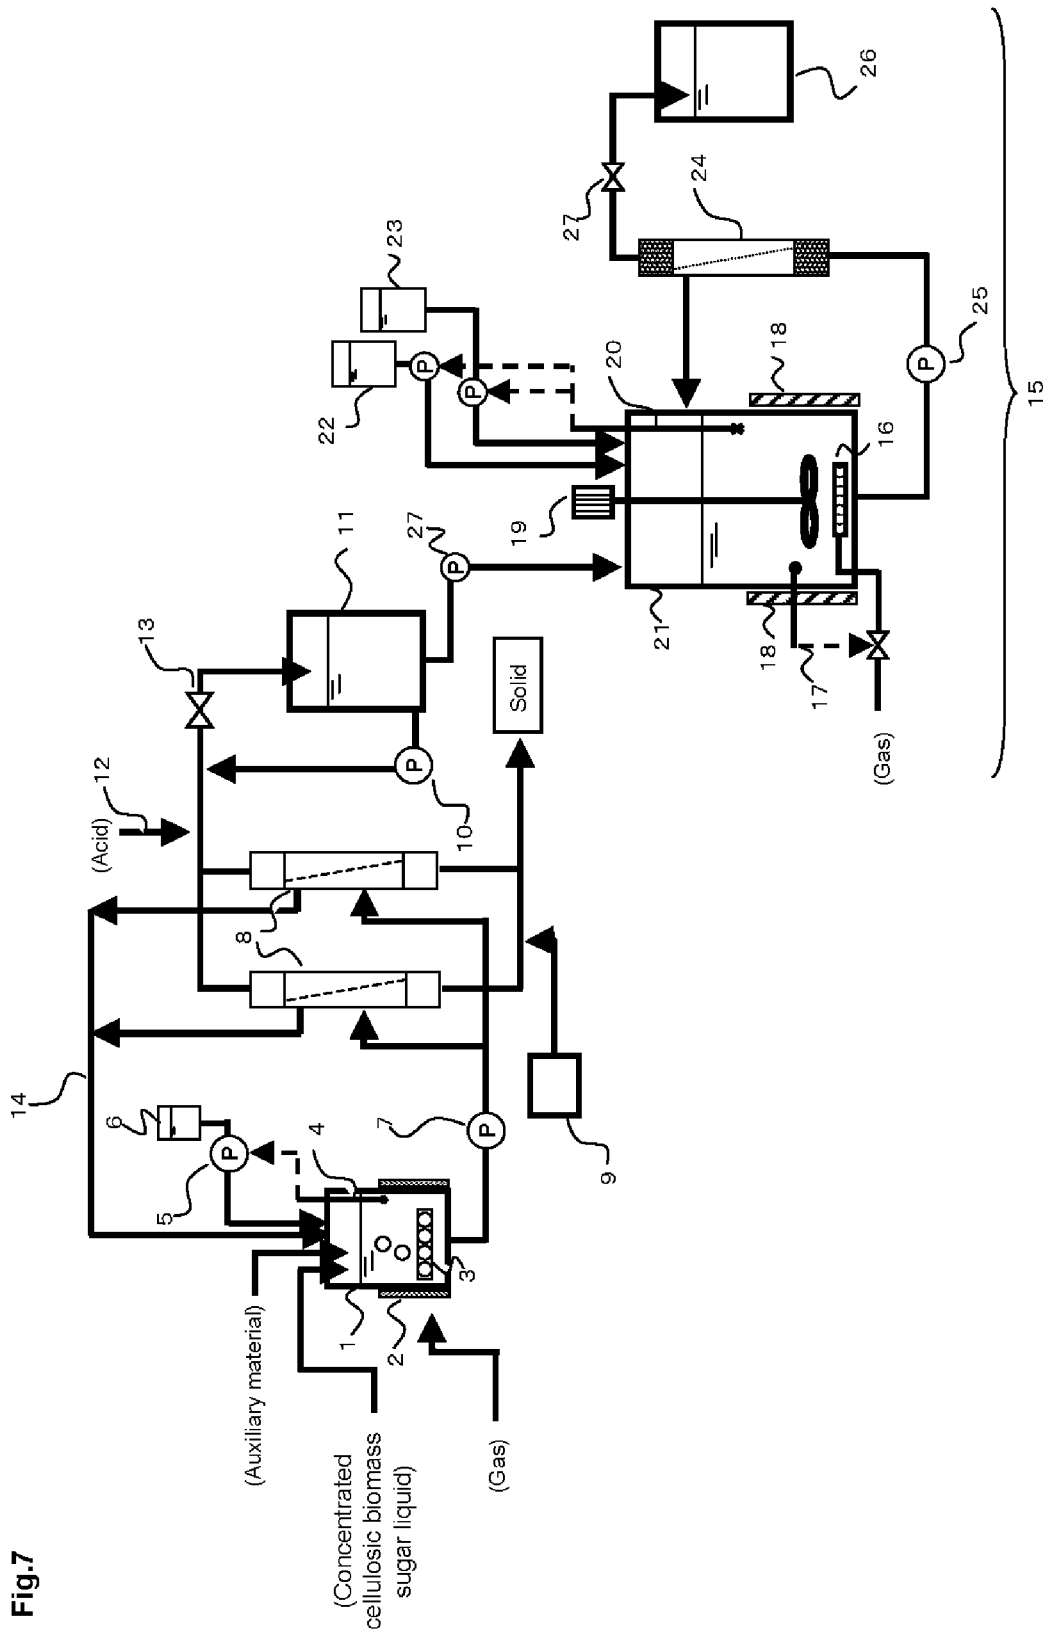 Fig.7
14
(Acid)
12
6
13
5
P
8
(Auxiliary material)
4
11
22
23
1
(Concentrated
cellulosic biomass
sugar liquid)
2
7
P
P
10
27
P
P
P
3
(Gas)
Solid
19
27
9
20
24
21
18
18
26
17
16
(Gas)
P
25
15